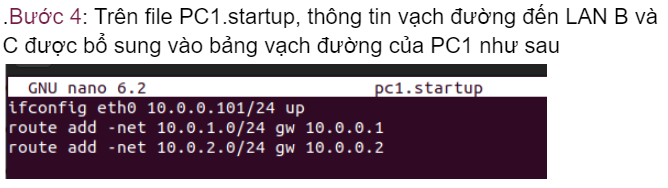 .Bước 4: Trên file PC1.startup, thông tin vạch đường đến LAN B và
C được bổ sung vào bảng vạch đường của PC1 như sau
GNU nano 6.2 pc1.startup
ifconfig eth0 10.0.0.101/24 up
route add -net 10.0.1.0/24 gw 10.0.0.1
route add -net 10.0.2.0/24 gw 10.0.0.2